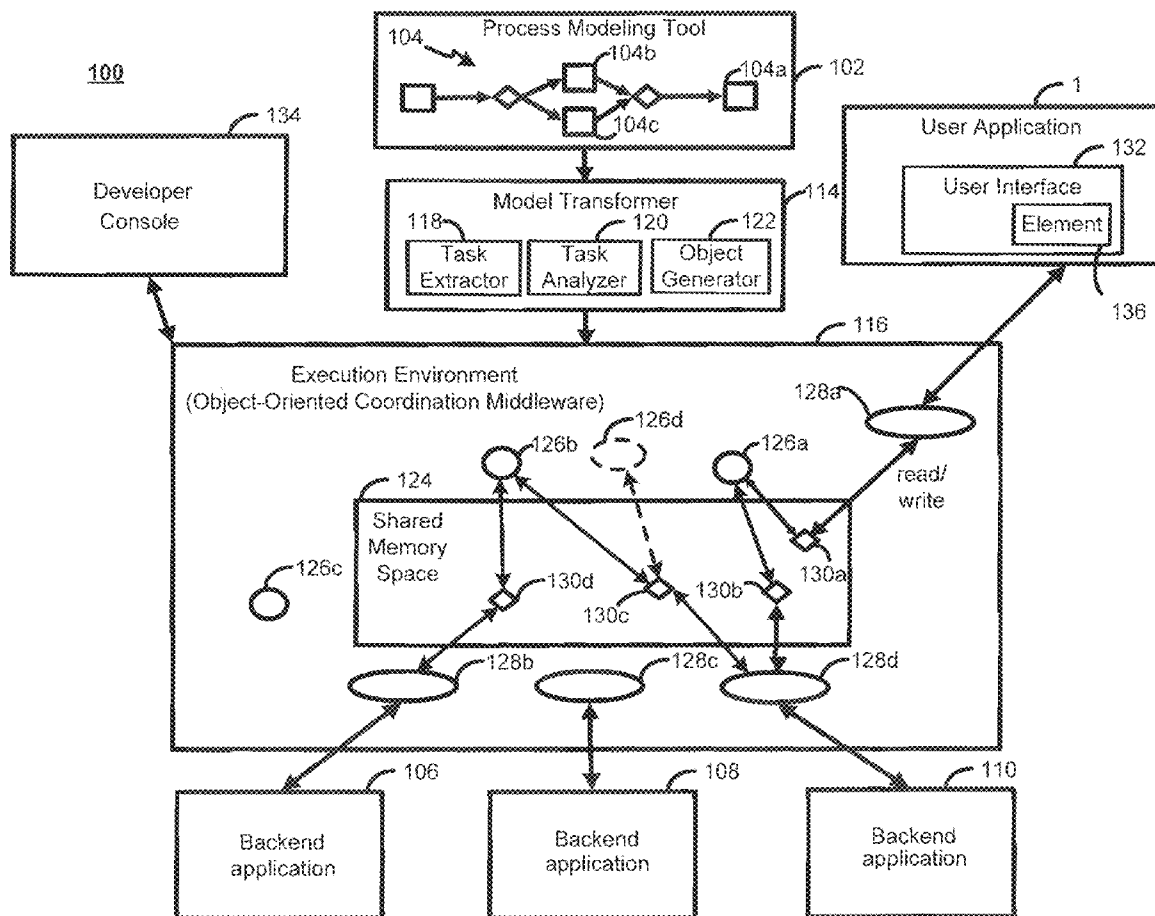 Process Modeling Tool
104
104b
104a
102
100
104c
1
134
User Application
132
Developer
Console
Model Transformer
114
User Interface
118
120
122
Element
Task
Extractor
Task
Analyzer
Object
Generator
136
116
Execution Environment
(Object-Oriented Coordination Middleware)
128a
126d
126b
126a
read/
write
124
Shared
Memory
Space
126c
130d
130c
130b
130a
128b
128c
128d
106
108
110
Backend
application
Backend
application
Backend
application